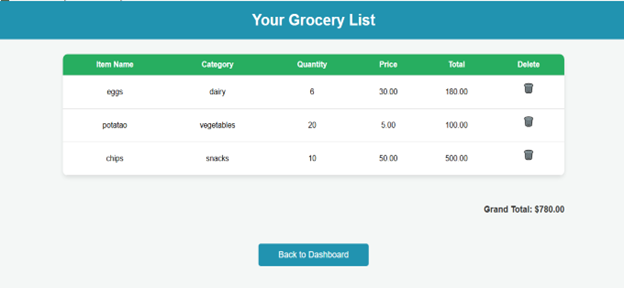 Your Grocery List
Item Name Category Quantity Price Total Delete
eggs dairy 6 30.00 180.00
potatao vegetables 20 5.00 100.00
chips snacks 10 50.00 500.00
Grand Total: $780.00
Back to Dashboard